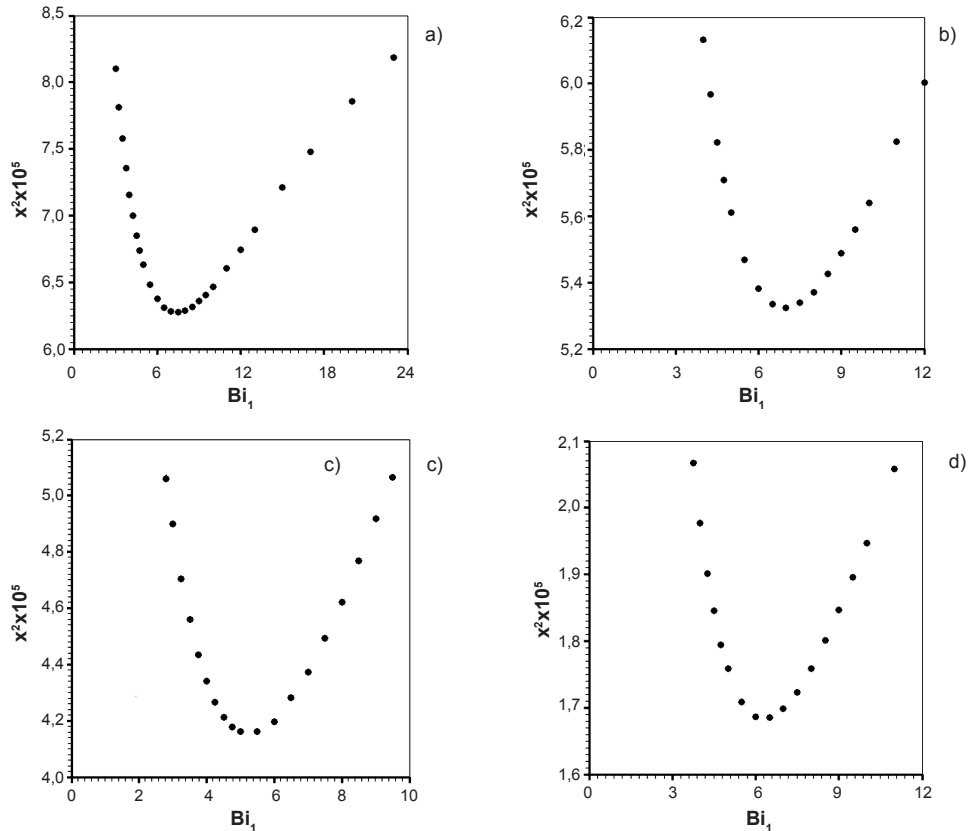 a)
8,5
8,0
7,5
7,0
6,5
6,0
x²x10⁵
0 6 12 18 24
Bi₁
b)
6,2
6,0
5,8
5,6
5,4
5,2
x²x10⁵
0 3 6 9 12
Bi₁
c) c)
5,2
5,0
4,8
4,6
4,4
4,2
4,0
x²x10⁵
0 2 4 6 8 10
Bi₁
d)
2,1
2,0
1,9
1,8
1,7
1,6
x²x10⁵
0 3 6 9 12
Bi₁